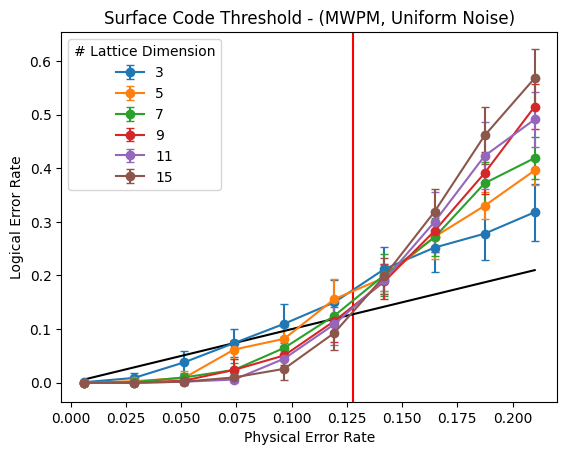 Surface Code Threshold - (MWPM, Uniform Noise)
# Lattice Dimension
3
5
7
9
11
15
Logical Error Rate
0.6
0.5
0.4
0.3
0.2
0.1
0.0
0.000 0.025 0.050 0.075 0.100 0.125 0.150 0.175 0.200
Physical Error Rate